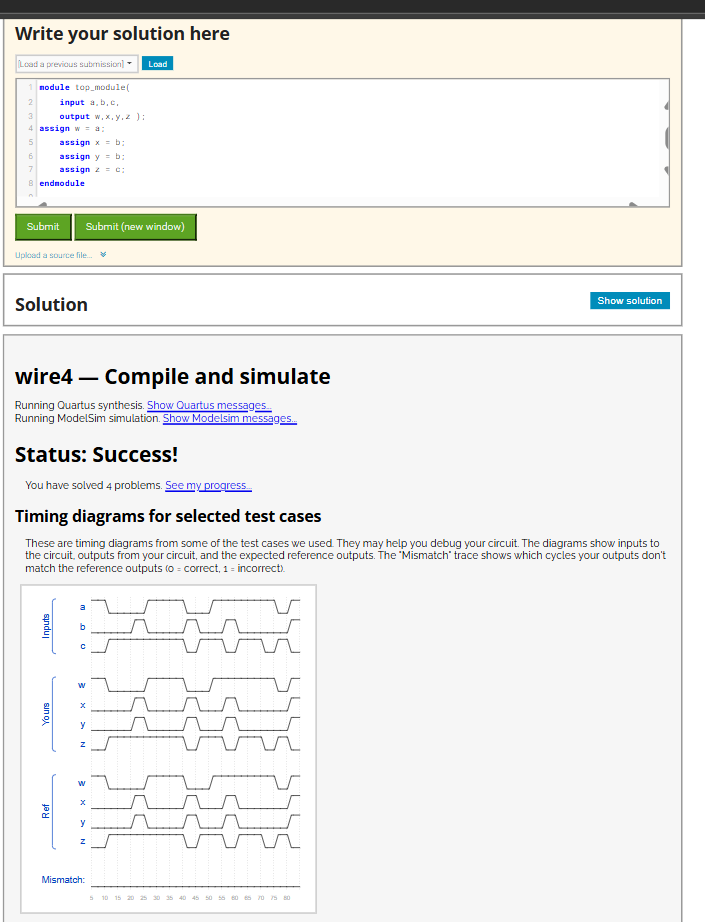 Write your solution here
[Load a previous submission] Load
1 module top_module(
2 input a,b,c,
3 output w,x,y,z );
4 assign w = a;
5 assign x = b;
6 assign y = b;
7 assign z = c;
8 endmodule
Submit Submit (new window)
Upload a source file...
Solution Show solution
wire4 — Compile and simulate
Running Quartus synthesis. Show Quartus messages...
Running ModelSim simulation. Show Modelsim messages...
Status: Success!
You have solved 4 problems. See my progress...
Timing diagrams for selected test cases
These are timing diagrams from some of the test cases we used. They may help you debug your circuit. The diagrams show inputs to
the circuit, outputs from your circuit, and the expected reference outputs. The "Mismatch" trace shows which cycles your outputs don't
match the reference outputs (0 = correct, 1 = incorrect).
Inputs
a
b
c
Yours
w
x
y
z
Ref
w
x
y
z
Mismatch:
5 10 15 20 25 30 35 40 45 50 55 60 65 70 75 80